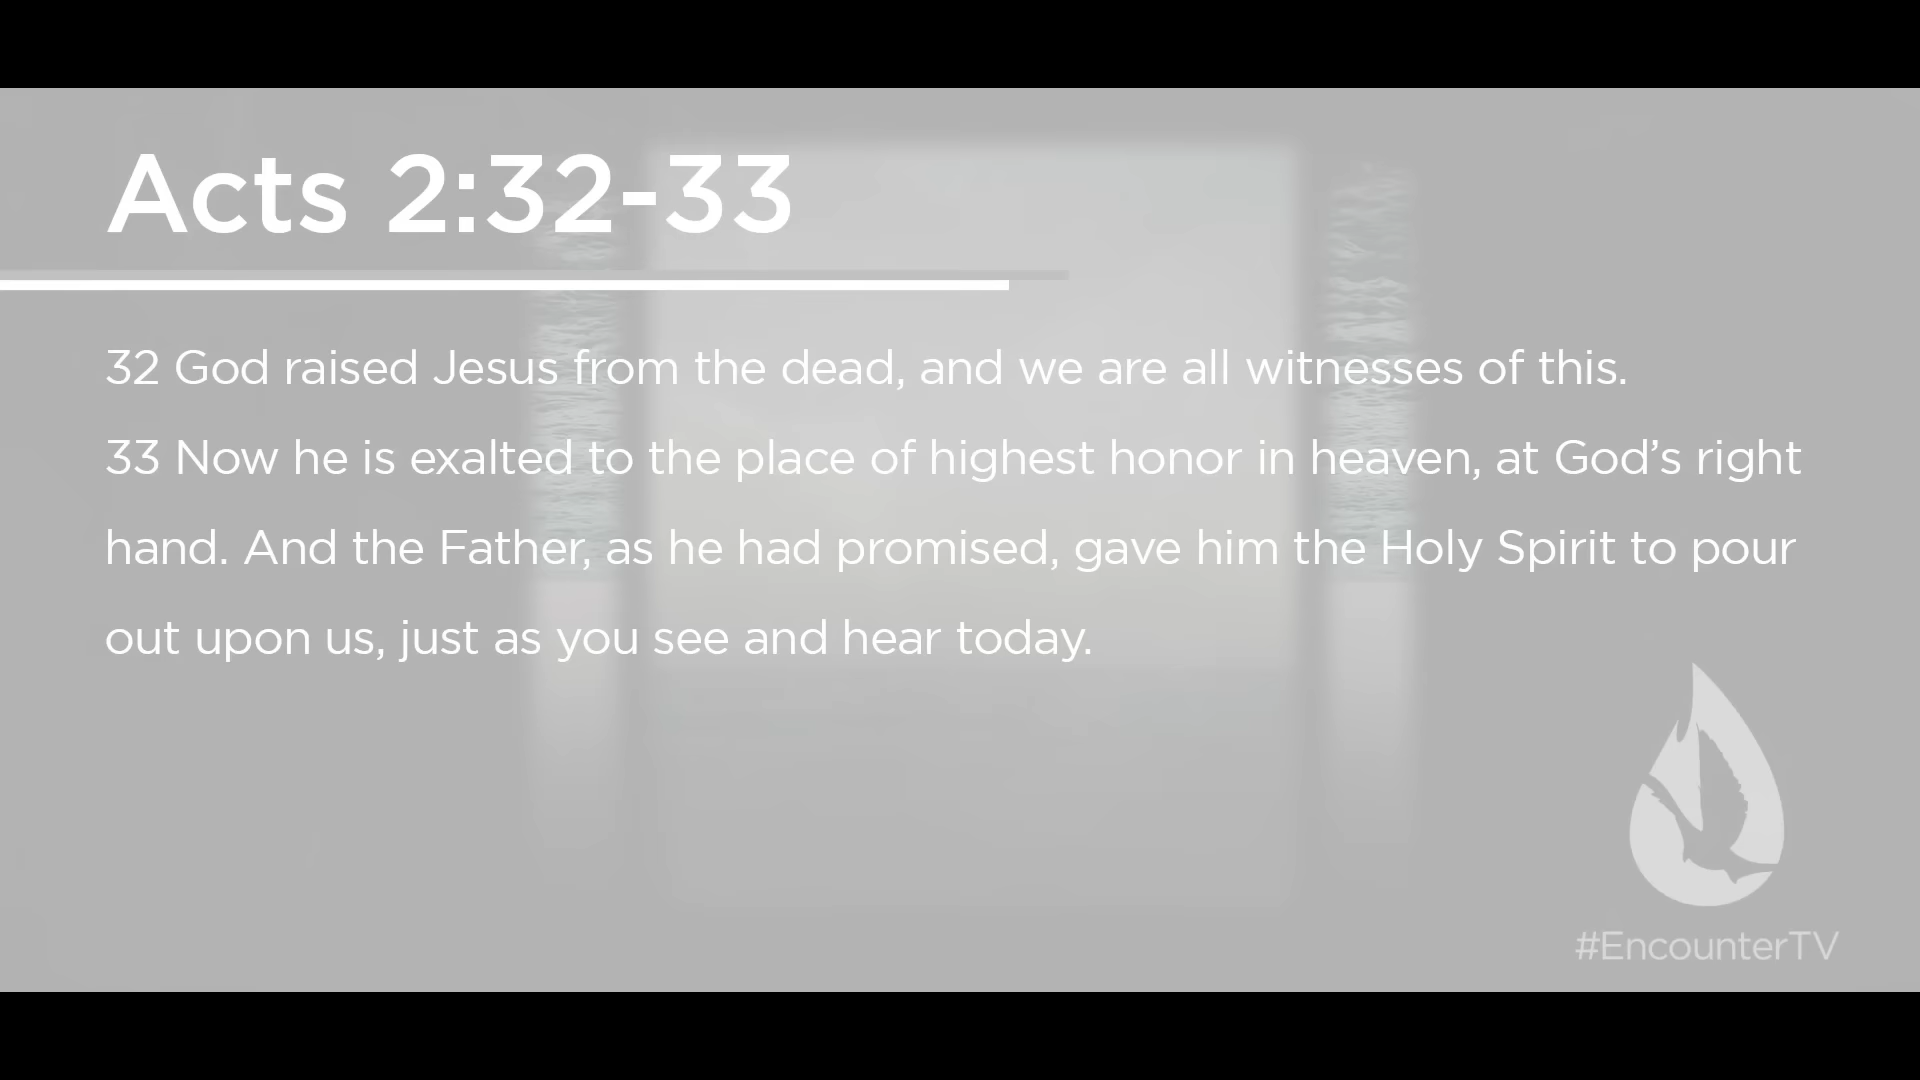 Acts 2:32-33
32 God raised Jesus from the dead, and we are all witnesses of this.
33 Now he is exalted to the place of highest honor in heaven, at God’s right
hand. And the Father, as he had promised, gave him the Holy Spirit to pour
out upon us, just as you see and hear today.
#EncounterTV